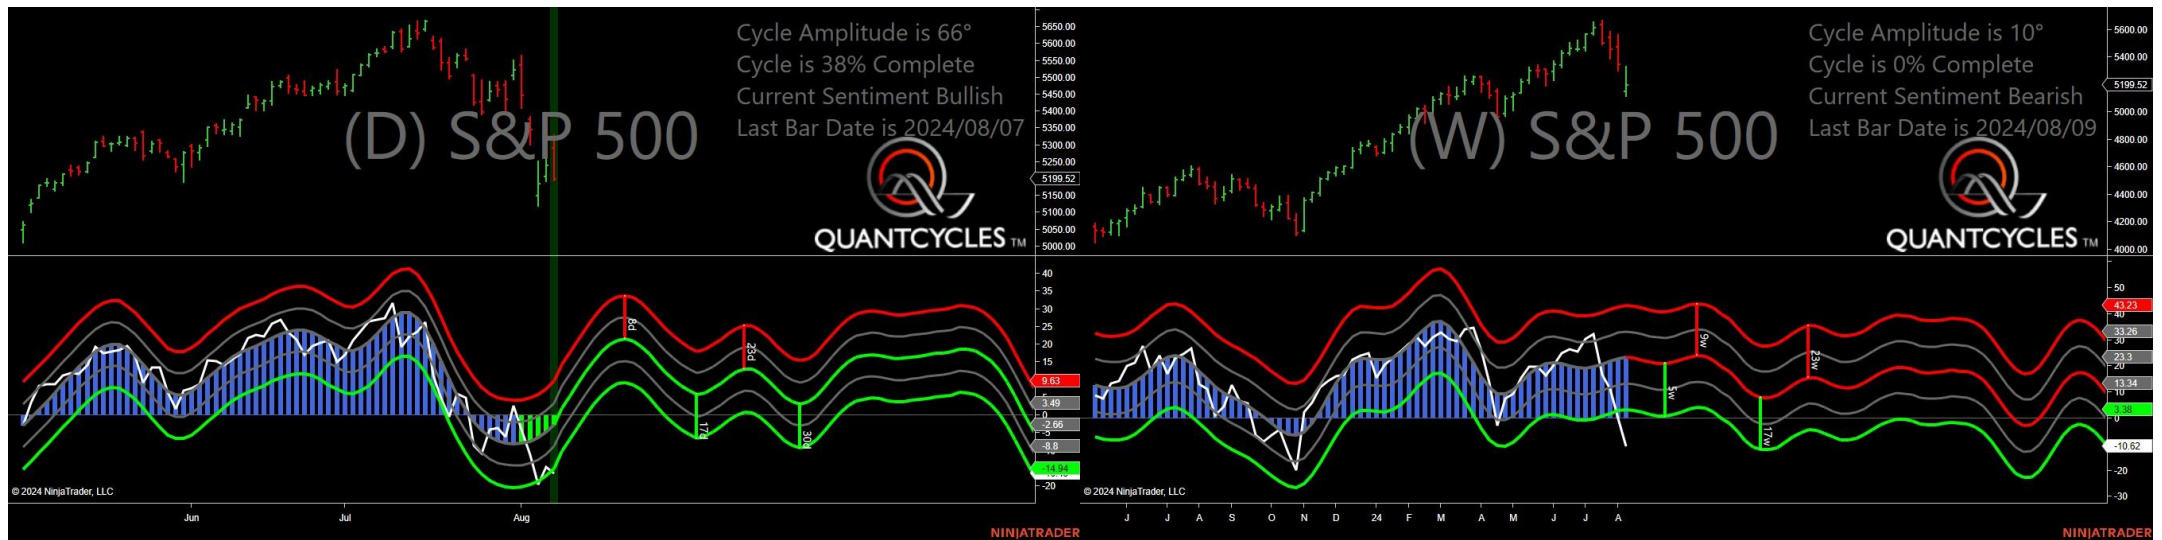 Cycle Amplitude is 66°
Cycle is 38% Complete
Current Sentiment Bullish
Last Bar Date is 2024/08/07
(D) S&P 500
QUANTCYCLES TM
5650.00
5600.00
5550.00
5500.00
5450.00
5400.00
5350.00
5300.00
5250.00
5199.52
5150.00
5100.00
5050.00
5000.00
40
35
30
25
20
15
9.63
3.49
0
-2.66
-5
-8.8
-14.94
-20
8d
17d
23d
30d
© 2024 NinjaTrader, LLC
Jun
Jul
Aug
NINJATRADER
Cycle Amplitude is 10°
Cycle is 0% Complete
Current Sentiment Bearish
Last Bar Date is 2024/08/09
(W) S&P 500
QUANTCYCLES TM
5600.00
5400.00
5199.52
5000.00
4800.00
4600.00
4400.00
4200.00
4000.00
50
43.23
40
33.26
30
23.3
20
13.34
10
3.38
0
-10.62
-20
-30
5w
9w
17w
23w
© 2024 NinjaTrader, LLC
J J A S O N D 24 F M A M J J A
NINJATRADER